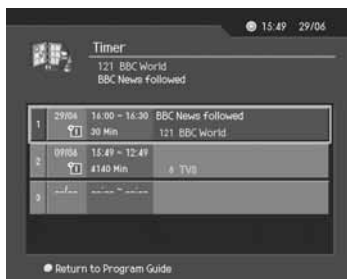 15:49 29/06
Timer
121 BBC World
BBC News followed
1 29/06 16:00 ~ 16:30 BBC News followed
30 Min 121 BBC World
2 09/06 15:49 ~ 12:49
4140 Min 6 TV8
3 --/-- --:-- ~ --:--
Return to Program Guide